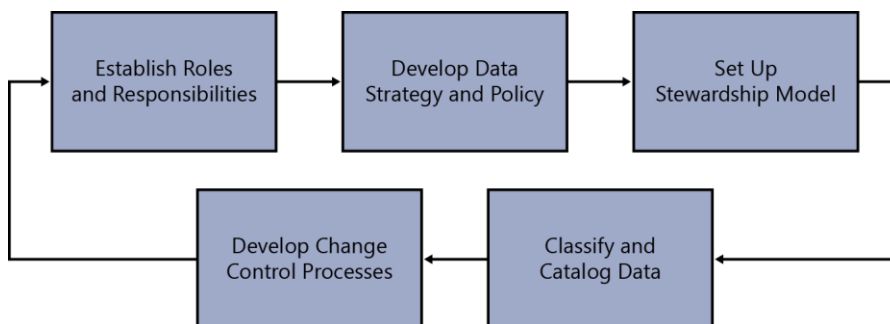 Establish Roles
and Responsibilities
Develop Data
Strategy and Policy
Set Up
Stewardship Model
Develop Change
Control Processes
Classify and
Catalog Data